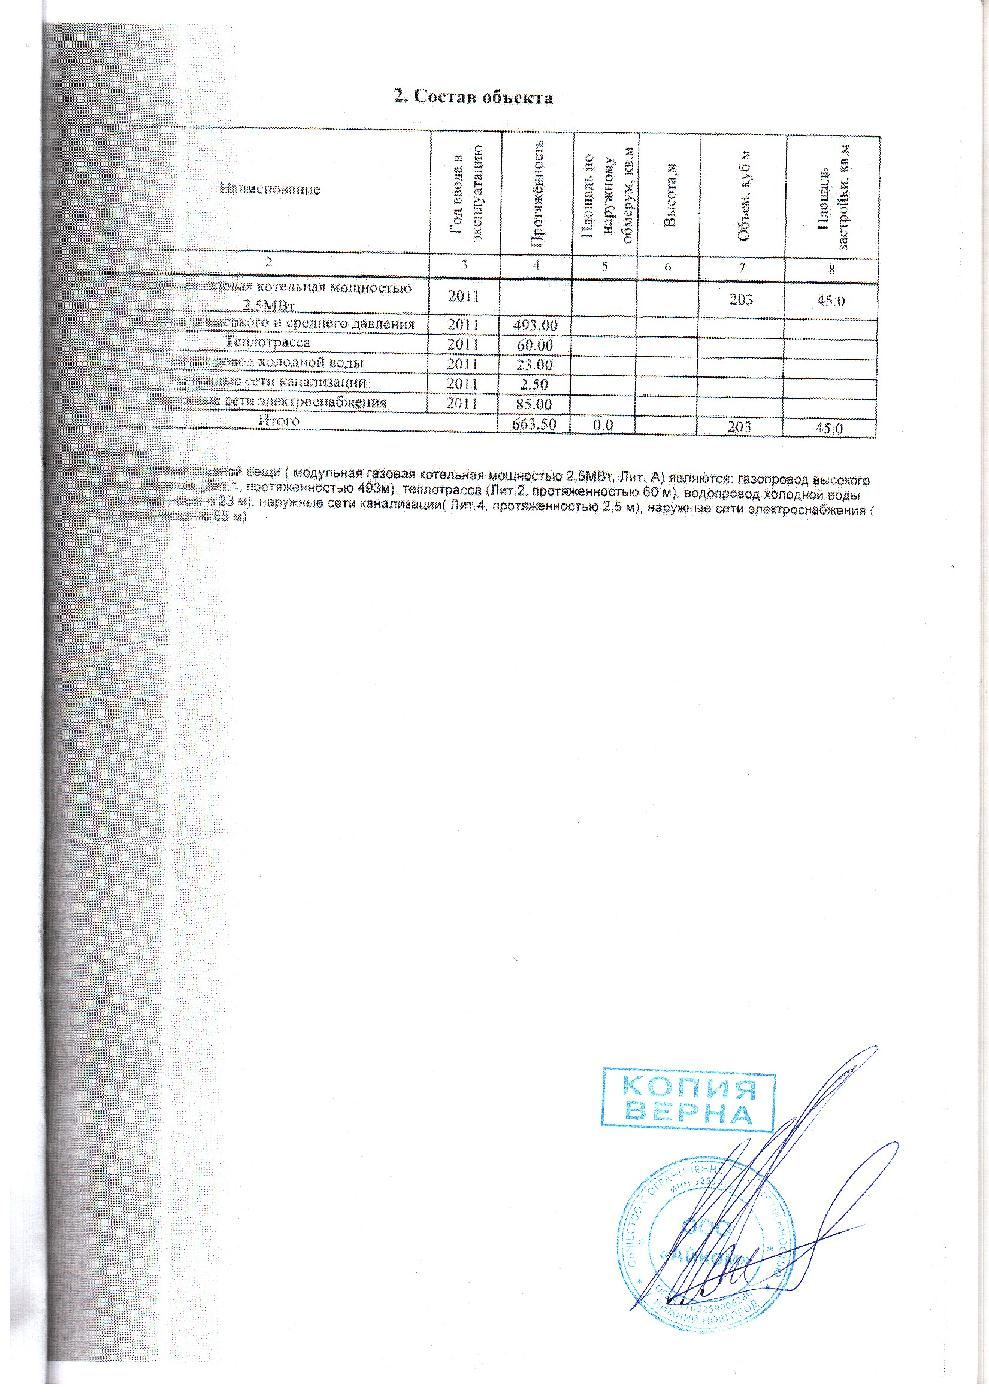 2. Состав объекта
Наименование
Год ввода в эксплуатацию
Протяжённость
Площадь по наружному обмерум, кв.м
Высота,м
Объем, куб м
Площадь застройки, кв.м
2 3 4 5 6 7 8
котельная мощностью 2011 203 45.0
2,5МВт
и среднего давления 2011 493.00
Теплотрасса 2011 60.00
холодной воды 2011 23.00
сети канализации 2011 2.50
сети электроснабжения 2011 85.00
Итого 663.50 0.0 203 45.0
вещи ( модульная газовая котельная мощностью 2,5МВт, Лит. А) являются: газопровод высокого
протяженностью 493м), теплотрасса (Лит.2, протяженностью 60 м), водопровод холодной воды
23 м), наружные сети канализации( Лит.4, протяженностью 2,5 м), наружные сети электроснабжения (
м)
КОПИЯ
ВЕРНА
ООО